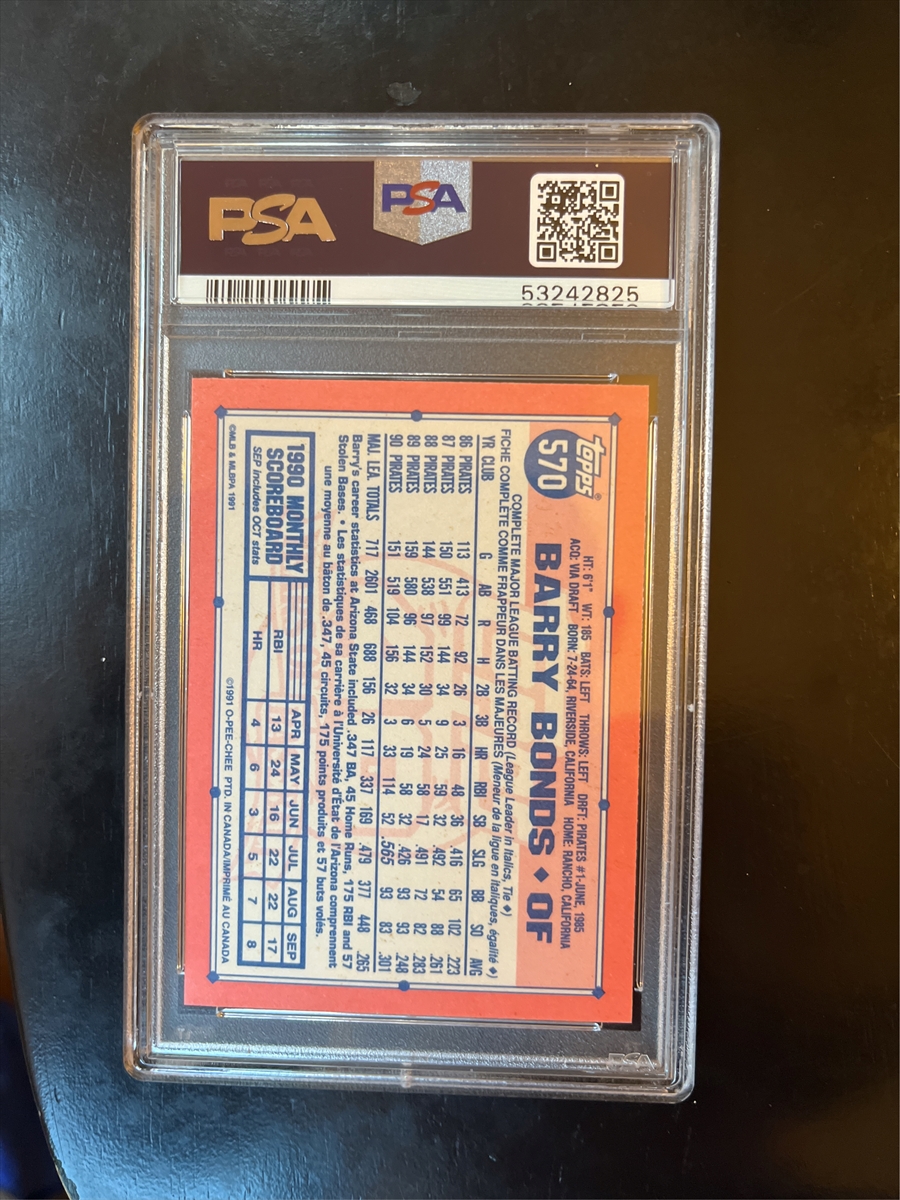 PSA
PSA
53242825
topps®
570
HT: 6'1" WT: 185 BATS: LEFT THROWS: LEFT DRFT: PIRATES #1-JUNE, 1985
ACQ: VIA DRAFT BORN: 7-24-64, RIVERSIDE, CALIFORNIA HOME: RANCHO, CALIFORNIA
BARRY BONDS ♦ OF
COMPLETE MAJOR LEAGUE BATTING RECORD (League Leader in Italics, Tie ♦)
FICHE COMPLETE COMME FRAPPEUR DANS LES MAJEURES (Meneur de la ligue en italiques, égalité ♦)
YR CLUB G AB R H 2B 3B HR RBI SB SLG BB SO AVG
86 PIRATES 113 413 72 92 26 3 16 48 36 .416 65 102 .223
87 PIRATES 150 551 99 144 34 9 25 59 32 .492 54 88 .261
88 PIRATES 144 538 97 152 30 5 24 58 17 .491 72 82 .283
89 PIRATES 159 580 96 144 34 6 19 58 32 .426 93 93 .248
90 PIRATES 151 519 104 156 32 3 33 114 52 .565 93 83 .301
MAJ. LEA. TOTALS 717 2601 468 688 156 26 117 337 169 .479 377 448 .265
Barry's career statistics at Arizona State included .347 BA, 45 Home Runs, 175 RBI and 57
Stolen Bases. • Les statistiques de sa carrière à l'Université d'État de l'Arizona comprennent
une moyenne au bâton de .347, 45 circuits, 175 points produits et 57 buts volés.
1990 MONTHLY
SCOREBOARD
SEP includes OCT stats
APR MAY JUN JUL AUG SEP
RBI 13 24 16 22 22 17
HR 4 6 3 5 7 8
©MLB & MLBPA 1991
©1991 O-PEE-CHEE PTD. IN CANADA/IMPRIMÉ AU CANADA
PSA